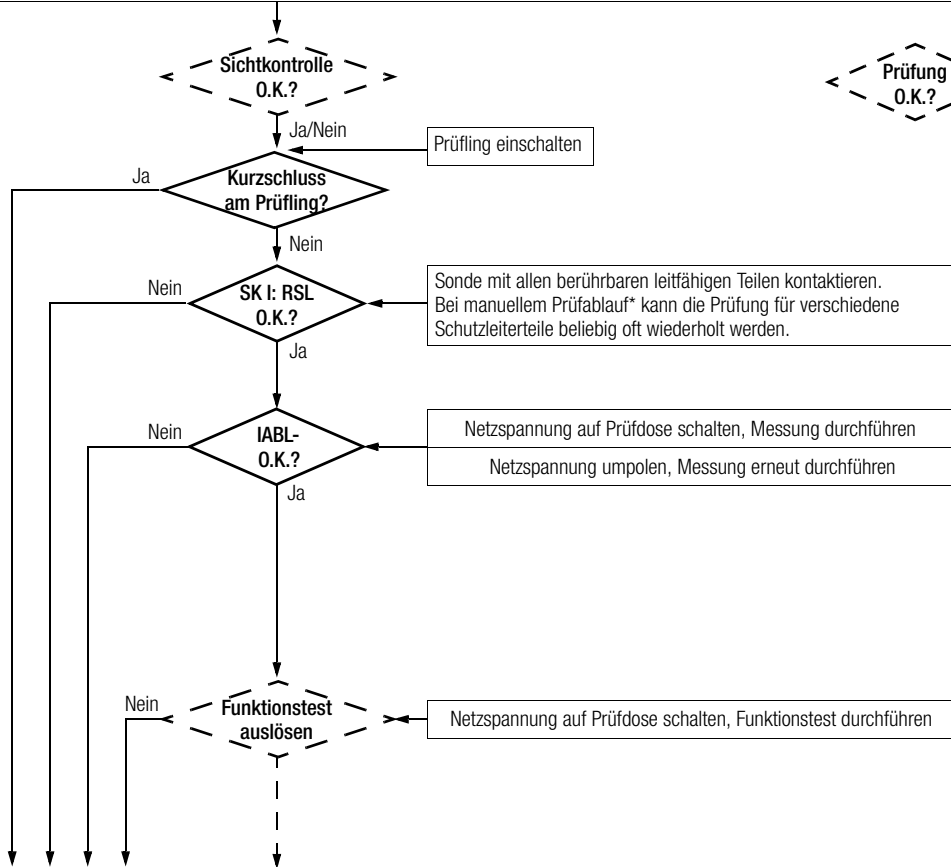 Sichtkontrolle
O.K.?
Prüfung
O.K.?
Ja/Nein
Prüfling einschalten
Ja
Kurzschluss
am Prüfling?
Nein
Nein
SK I: RSL
O.K.?
Sonde mit allen berührbaren leitfähigen Teilen kontaktieren.
Bei manuellem Prüfablauf* kann die Prüfung für verschiedene
Schutzleiterteile beliebig oft wiederholt werden.
Ja
Nein
IABL-
O.K.?
Netzspannung auf Prüfdose schalten, Messung durchführen
Netzspannung umpolen, Messung erneut durchführen
Ja
Nein
Funktionstest
auslösen
Netzspannung auf Prüfdose schalten, Funktionstest durchführen